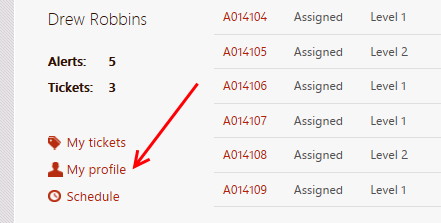 Drew Robbins
Alerts: 5
Tickets: 3
My tickets
My profile
Schedule
A014104 Assigned Level 1
A014105 Assigned Level 2
A014106 Assigned Level 1
A014107 Assigned Level 1
A014108 Assigned Level 2
A014109 Assigned Level 1